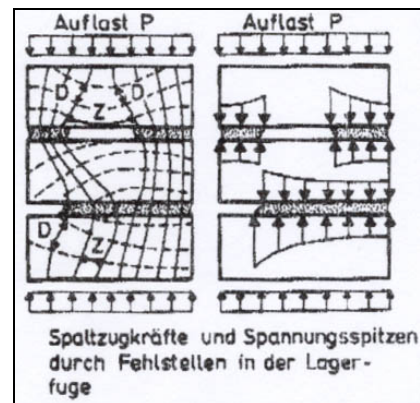 Auflast P
Auflast P
D
D
Z
D
Z
Spaltzugkräfte und Spannungsspitzen
durch Fehlstellen in der Lager-
fuge